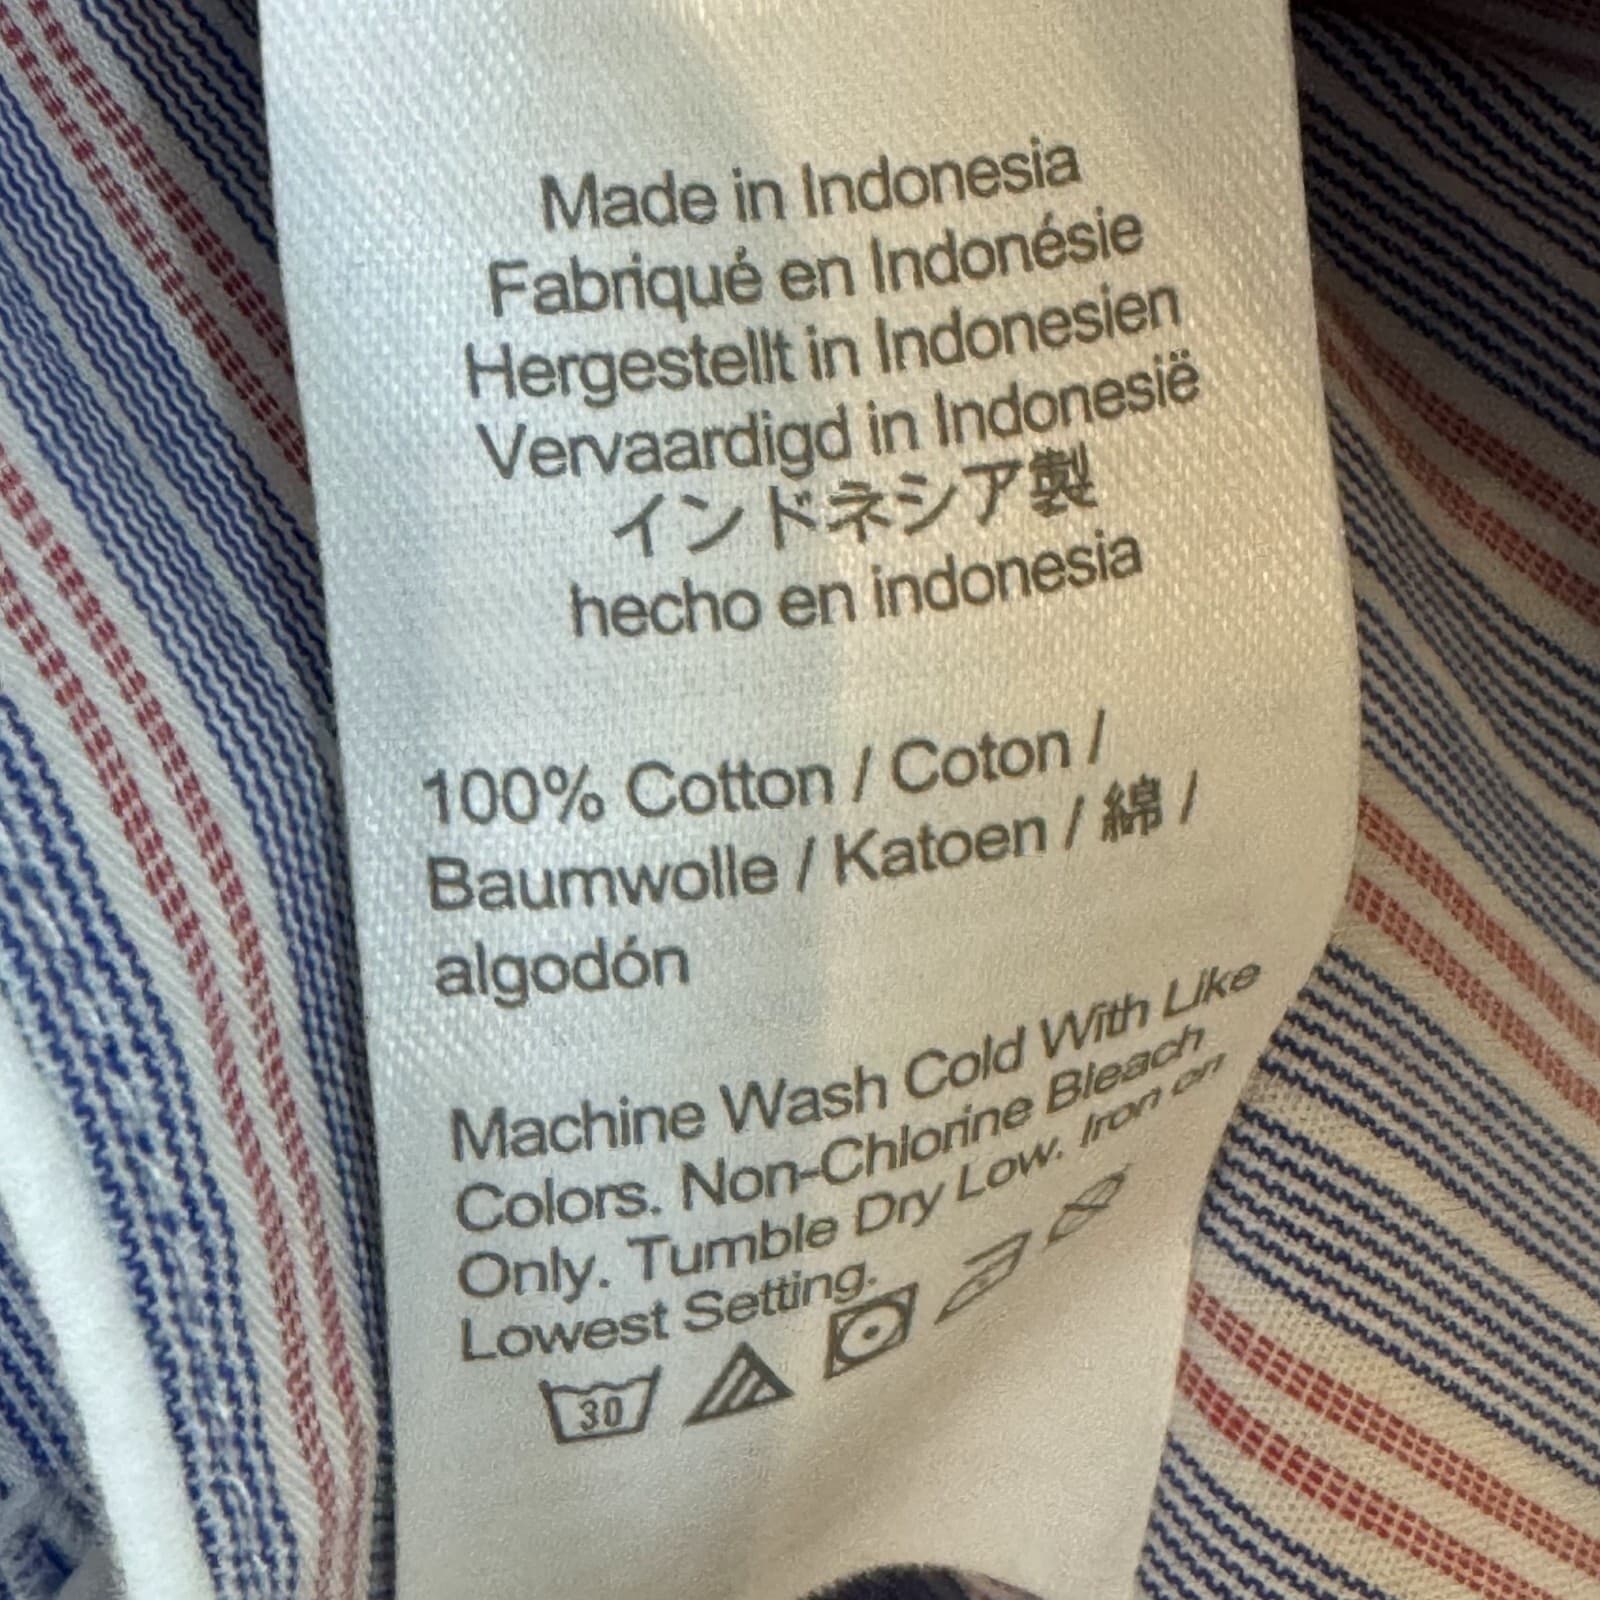 Made in Indonesia
Fabriqué en Indonésie
Hergestellt in Indonesien
Vervaardigd in Indonesië
インドネシア製
hecho en indonesia
100% Cotton / Coton /
Baumwolle / Katoen / 綿 /
algodón
Machine Wash Cold With Like
Colors. Non-Chlorine Bleach
Only. Tumble Dry Low. Iron on
Lowest Setting.
30